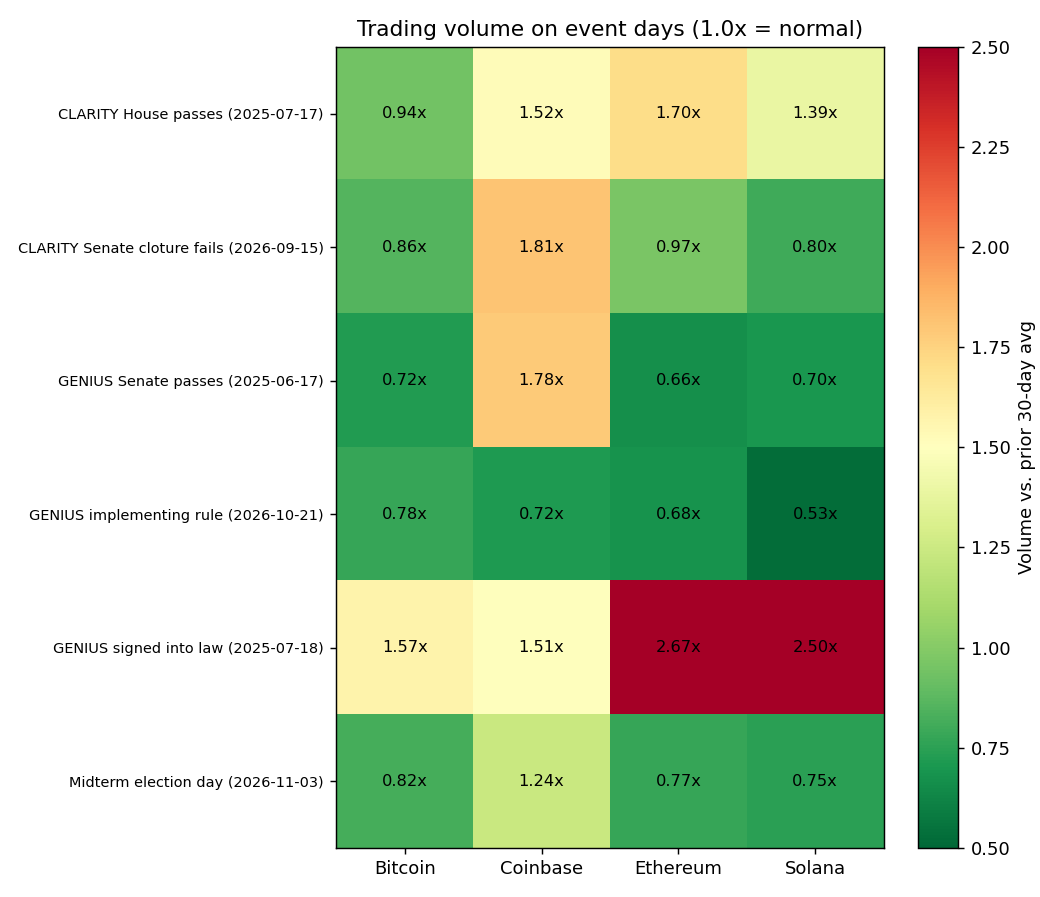 Trading volume on event days (1.0x = normal)
CLARITY House passes (2025-07-17) 0.94x 1.52x 1.70x 1.39x
CLARITY Senate cloture fails (2026-09-15) 0.86x 1.81x 0.97x 0.80x
GENIUS Senate passes (2025-06-17) 0.72x 1.78x 0.66x 0.70x
GENIUS implementing rule (2026-10-21) 0.78x 0.72x 0.68x 0.53x
GENIUS signed into law (2025-07-18) 1.57x 1.51x 2.67x 2.50x
Midterm election day (2026-11-03) 0.82x 1.24x 0.77x 0.75x
Bitcoin Coinbase Ethereum Solana
2.50
2.25
2.00
1.75
1.50
1.25
1.00
0.75
0.50
Volume vs. prior 30-day avg